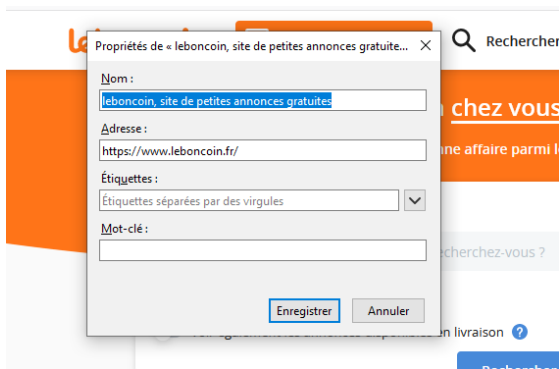 Propriétés de « leboncoin, site de petites annonces gratuite... ×
Rechercher
Nom :
leboncoin, site de petites annonces gratuites
chez vous
Adresse :
https://www.leboncoin.fr/
une affaire parmi
Étiquettes :
Étiquettes séparées par des virgules
Mot-clé :
cherchez-vous ?
Enregistrer
Annuler
en livraison ?